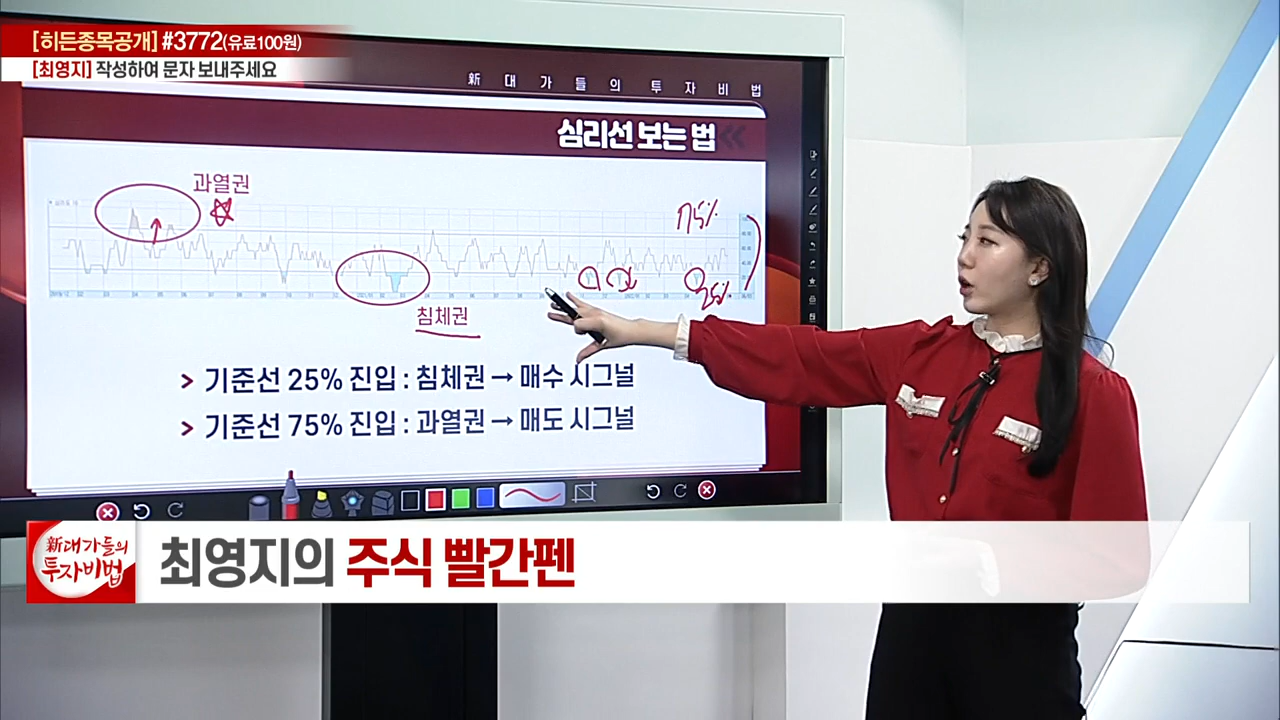 [히든종목공개] #3772(유료100원)
[최영지] 작성하여 문자 보내주세요
新 대 가 들 의 투 자 비 법
심리선 보는 법
과열권
75%
침체권
25%
> 기준선 25% 진입 : 침체권 → 매수 시그널
> 기준선 75% 진입 : 과열권 → 매도 시그널
新대가들의
투자비법
최영지의 주식 빨간펜